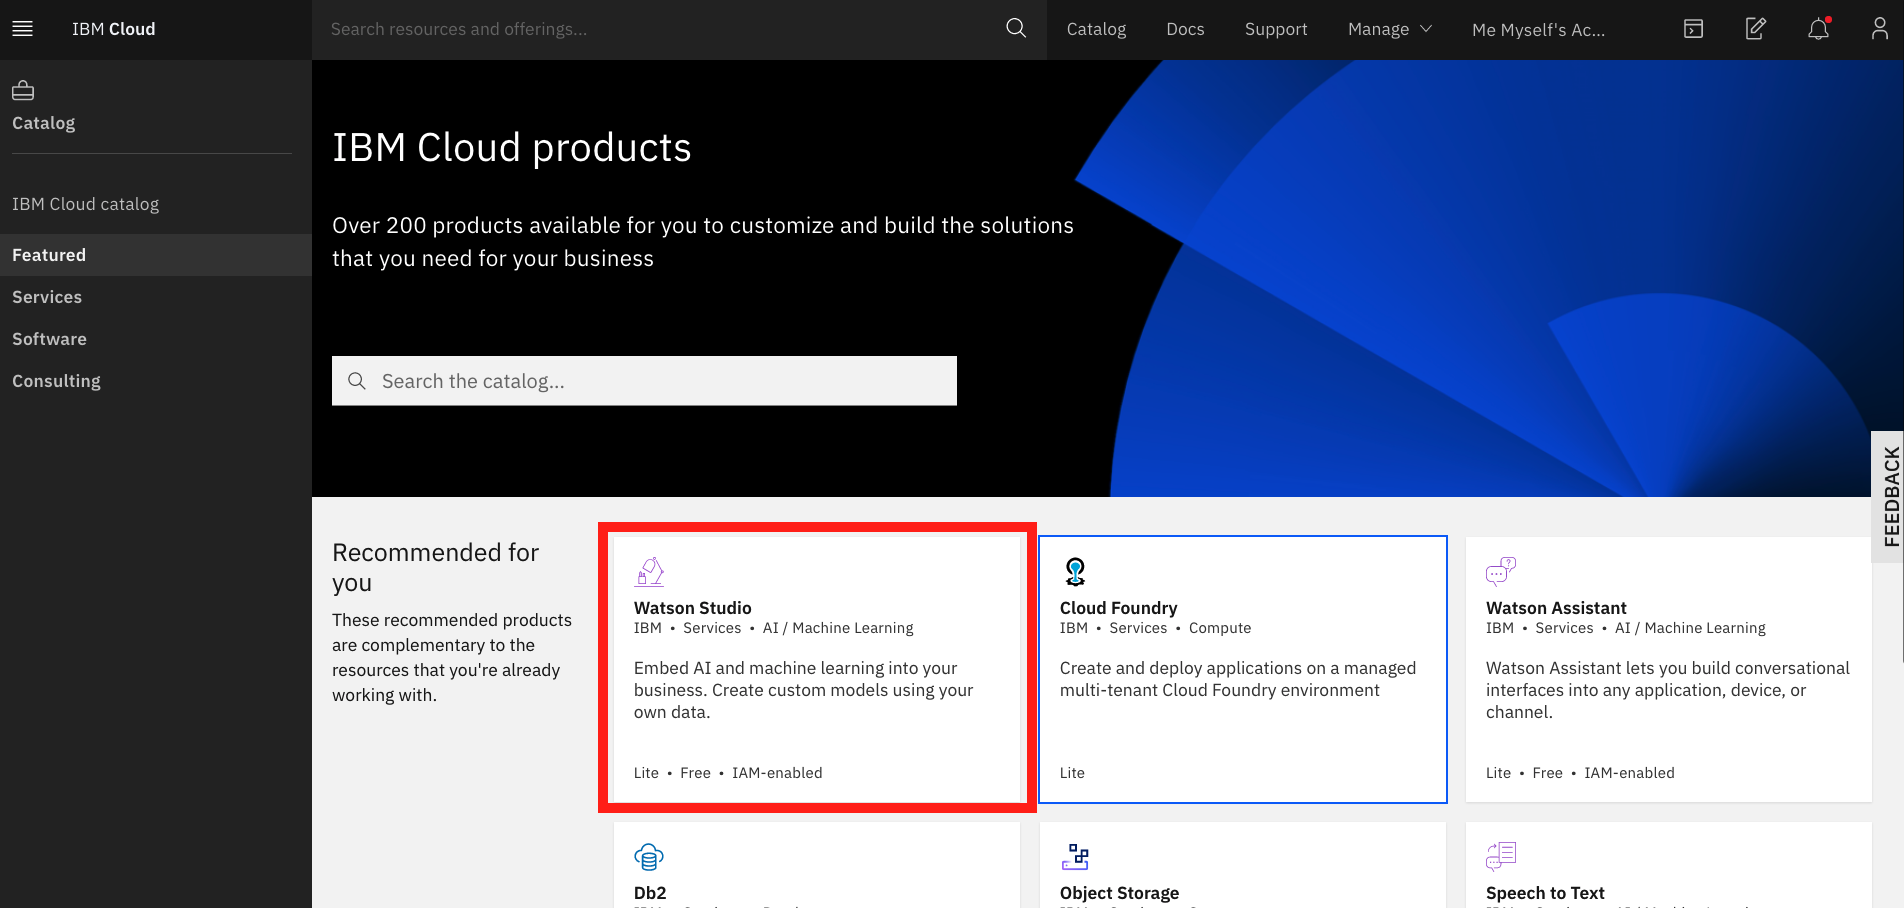 IBM Cloud
Search resources and offerings...
Catalog
Docs
Support
Manage
Me Myself's Ac...
Catalog
IBM Cloud catalog
Featured
Services
Software
Consulting
IBM Cloud products
Over 200 products available for you to customize and build the solutions
that you need for your business
Search the catalog...
FEEDBACK
Recommended for
you
These recommended products
are complementary to the
resources that you're already
working with.
Watson Studio
IBM • Services • AI / Machine Learning
Embed AI and machine learning into your
business. Create custom models using your
own data.
Lite • Free • IAM-enabled
Cloud Foundry
IBM • Services • Compute
Create and deploy applications on a managed
multi-tenant Cloud Foundry environment
Lite
Watson Assistant
IBM • Services • AI / Machine Learning
Watson Assistant lets you build conversational
interfaces into any application, device, or
channel.
Lite • Free • IAM-enabled
Db2
Object Storage
Speech to Text